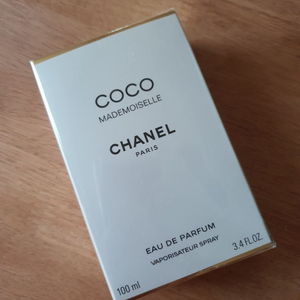 COCO
MADEMOISELLE
CHANEL
PARIS
EAU DE PARFUM
VAPORISATEUR SPRAY
100 ml
3.4 FL.OZ.